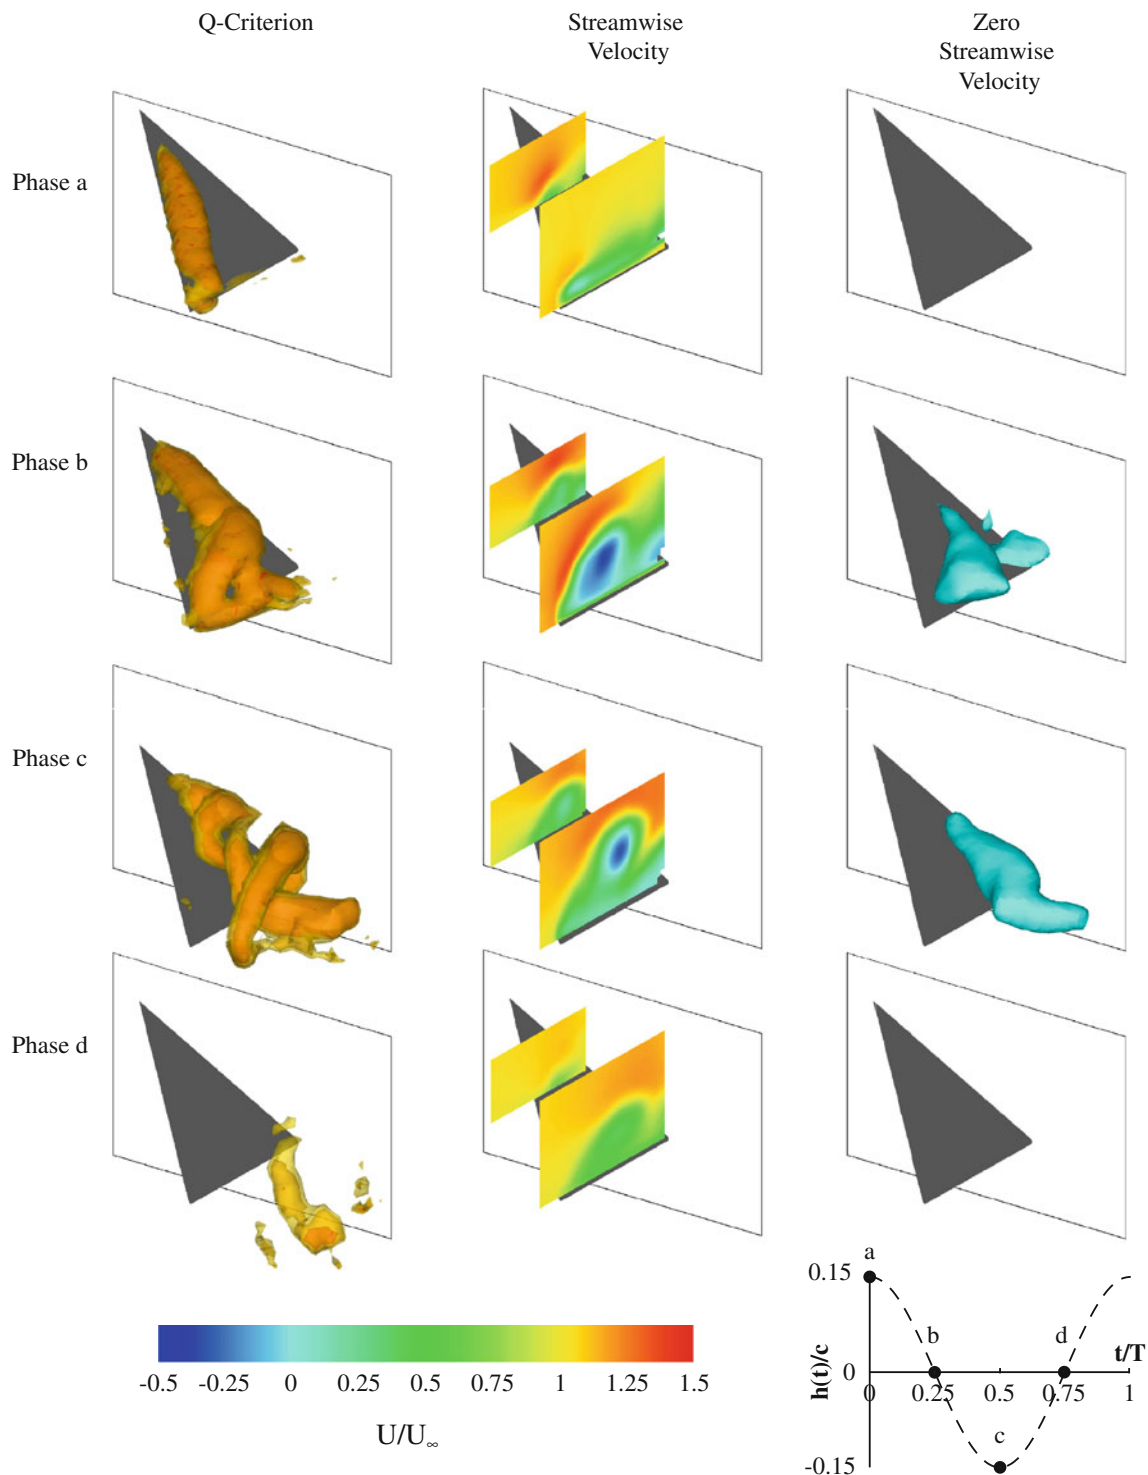 Q-Criterion
Streamwise
Velocity
Zero
Streamwise
Velocity
Phase a
Phase b
Phase c
Phase d
-0.5 -0.25 0 0.25 0.5 0.75 1 1.25 1.5
U/U∞
a
0.15
b
d
t/T
h(t)/c
0
0 0.25 0.5 0.75 1
c
-0.15